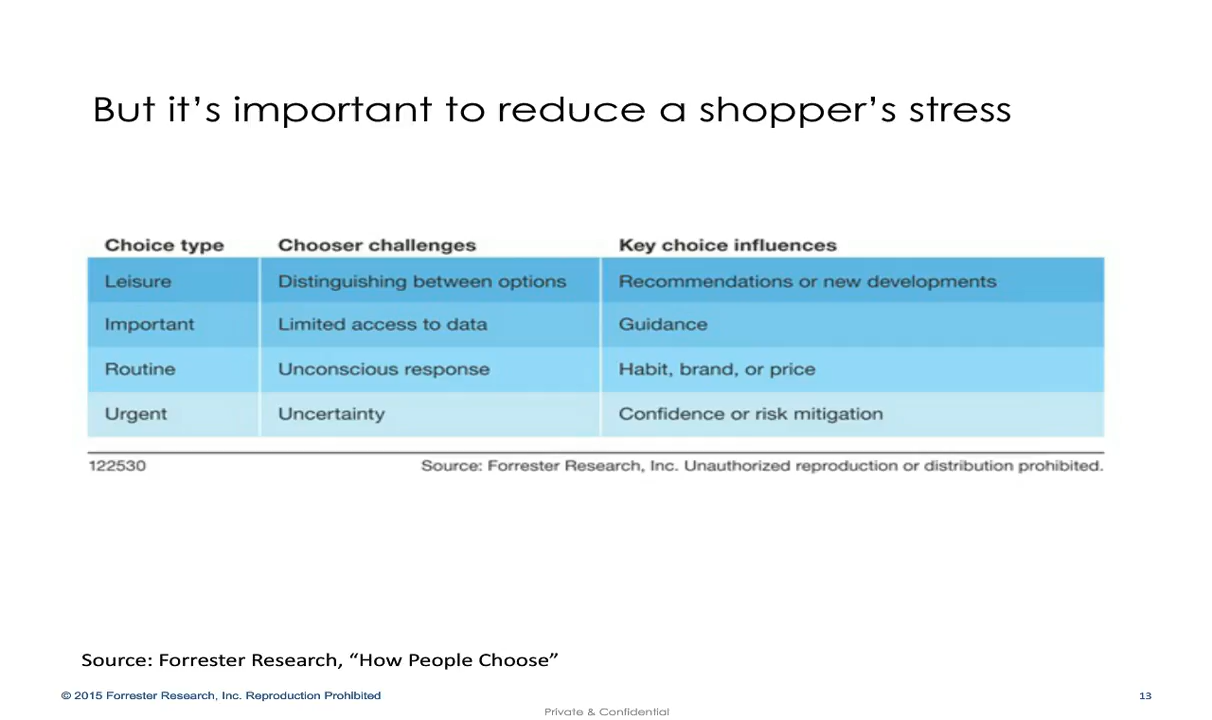 But it’s important to reduce a shopper’s stress
Choice type Chooser challenges Key choice influences
Leisure Distinguishing between options Recommendations or new developments
Important Limited access to data Guidance
Routine Unconscious response Habit, brand, or price
Urgent Uncertainty Confidence or risk mitigation
122530 Source: Forrester Research, Inc. Unauthorized reproduction or distribution prohibited.
Source: Forrester Research, “How People Choose”
© 2015 Forrester Research, Inc. Reproduction Prohibited 13
Private & Confidential